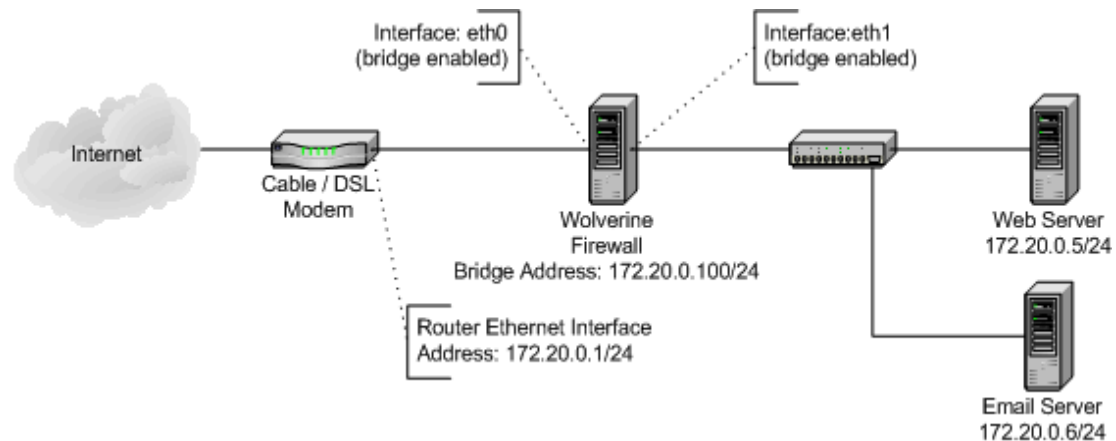 Interface: eth0
(bridge enabled)
Interface:eth1
(bridge enabled)
Internet
Cable / DSL
Modem
Wolverine
Firewall
Bridge Address: 172.20.0.100/24
Web Server
172.20.0.5/24
Router Ethernet Interface
Address: 172.20.0.1/24
Email Server
172.20.0.6/24